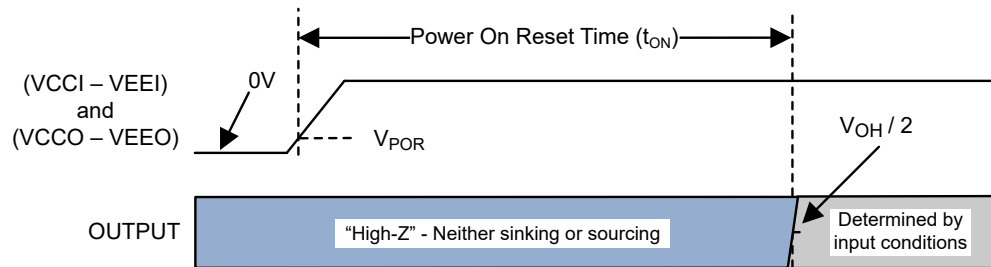 Power On Reset Time (tON)
(VCCI – VEEI)
and
(VCCO – VEEO)
0V
VPOR
VOH / 2
OUTPUT
“High-Z” - Neither sinking or sourcing
Determined by
input conditions